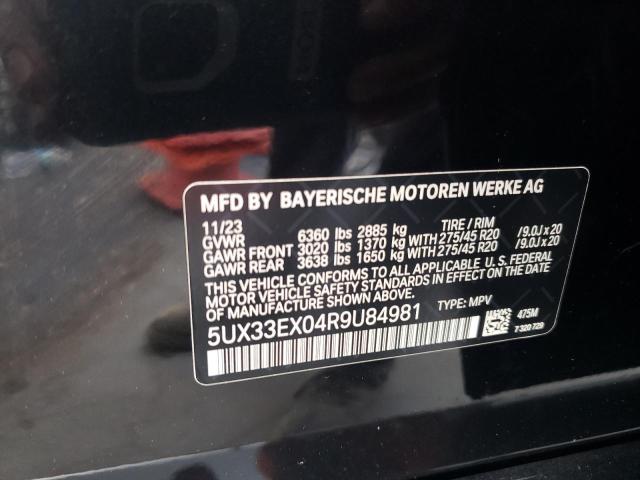 MFD BY BAYERISCHE MOTOREN WERKE AG
11/23 TIRE / RIM
GVWR 6360 lbs 2885 kg
GAWR FRONT 3020 lbs 1370 kg WITH 275/45 R20 /9.0J x 20
GAWR REAR 3638 lbs 1650 kg WITH 275/45 R20 /9.0J x 20
THIS VEHICLE CONFORMS TO ALL APPLICABLE U.S. FEDERAL
MOTOR VEHICLE SAFETY STANDARDS IN EFFECT ON THE DATE
OF MANUFACTURE SHOWN ABOVE.
5UX33EX04R9U84981 TYPE: MPV
475M
7320729